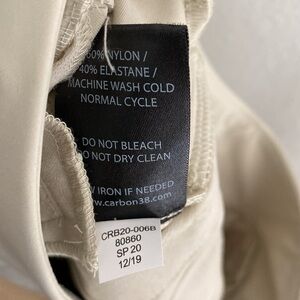 60% NYLON /
40% ELASTANE /
MACHINE WASH COLD
NORMAL CYCLE
DO NOT BLEACH
DO NOT DRY CLEAN
IRON IF NEEDED
www.carbon38.com
CRB20-006B
80860
SP 20
12/19